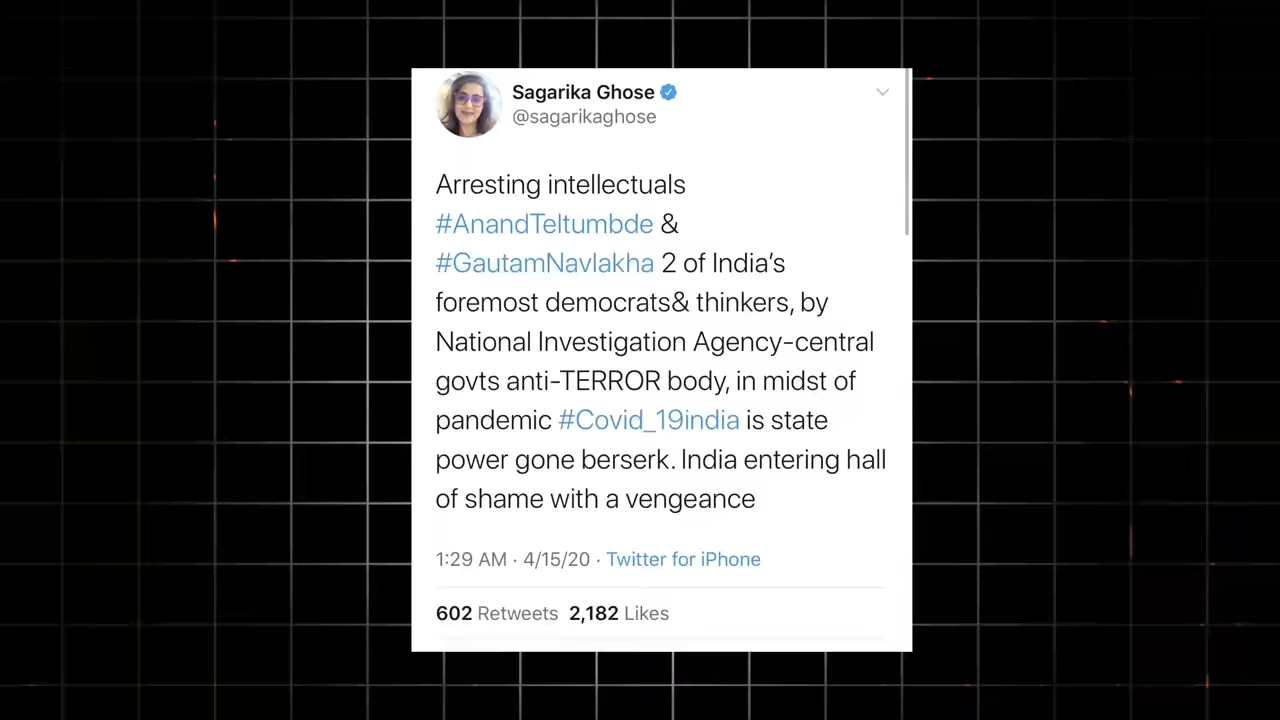 Sagarika Ghose
@sagarikaghose
Arresting intellectuals
#AnandTeltumbde &
#GautamNavlakha 2 of India's
foremost democrats& thinkers, by
National Investigation Agency-central
govts anti-TERROR body, in midst of
pandemic #Covid_19india is state
power gone berserk. India entering hall
of shame with a vengeance
1:29 AM · 4/15/20 · Twitter for iPhone
602 Retweets 2,182 Likes